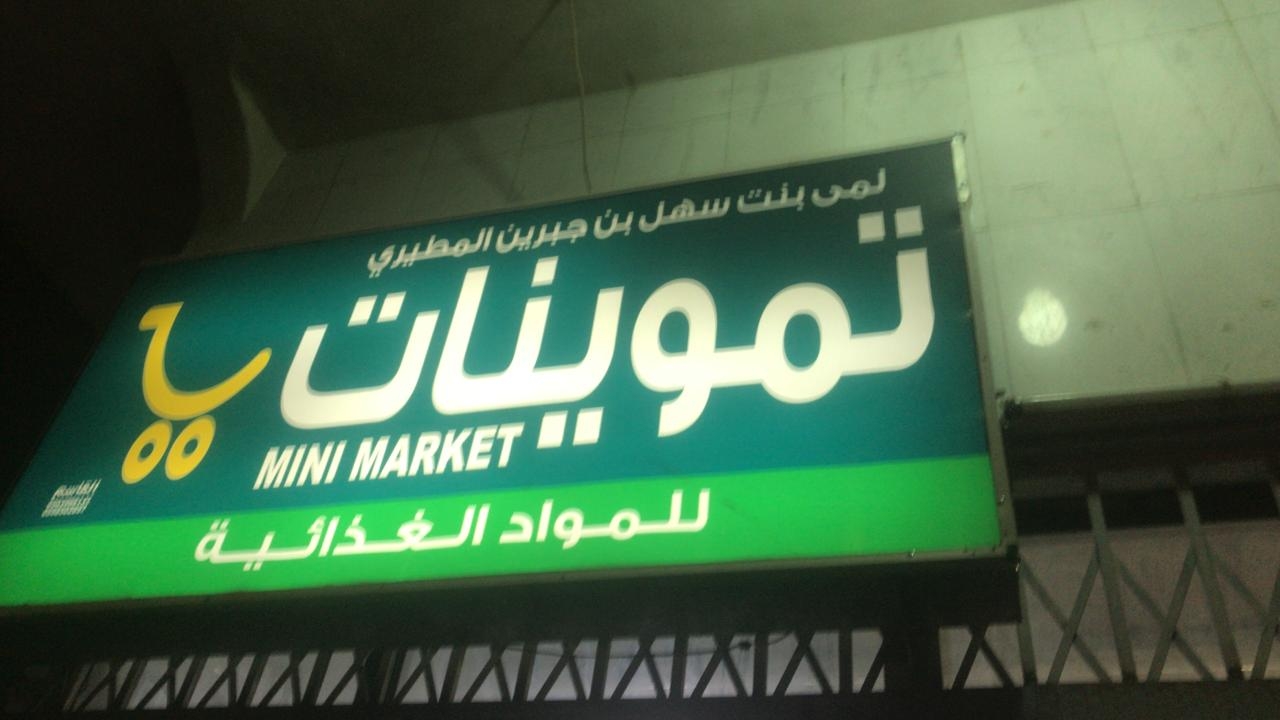 لمى بنت سهل بن جبرين المطيري
تموينات
MINI MARKET
للمواد الغذائية